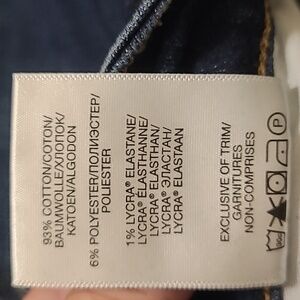 93% COTTON/COTON/
BAUMWOLLE/ХЛОПОК/
KATOEN/ALGODON
6% POLYESTER/ПОЛИЭСТЕР/
POLIESTER
1% LYCRA® ELASTANE/
LYCRA® ELASTHANNE/
LYCRA® ELASTHAN/
LYCRA® ЭЛАСТАН/
LYCRA® ELASTAAN
EXCLUSIVE OF TRIM/
GARNITURES
NON-COMPRISES
P